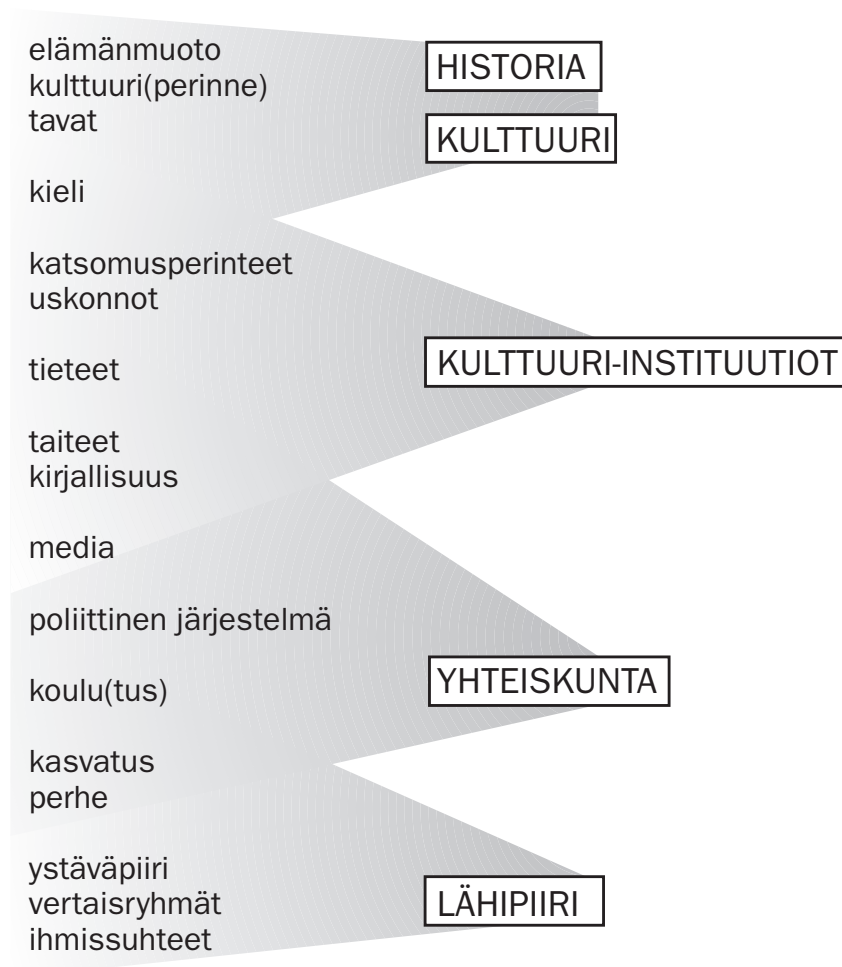 elämänmuoto
kulttuuri(perinne)
tavat
kieli
katsomusperinteet
uskonnot
tieteet
taiteet
kirjallisuus
media
poliittinen järjestelmä
koulu(tus)
kasvatus
perhe
ystäväpiiri
vertaisryhmät
ihmissuhteet
HISTORIA
KULTTUURI
KULTTUURI-INSTITUUTIOT
YHTEISKUNTA
LÄHIPIIRI